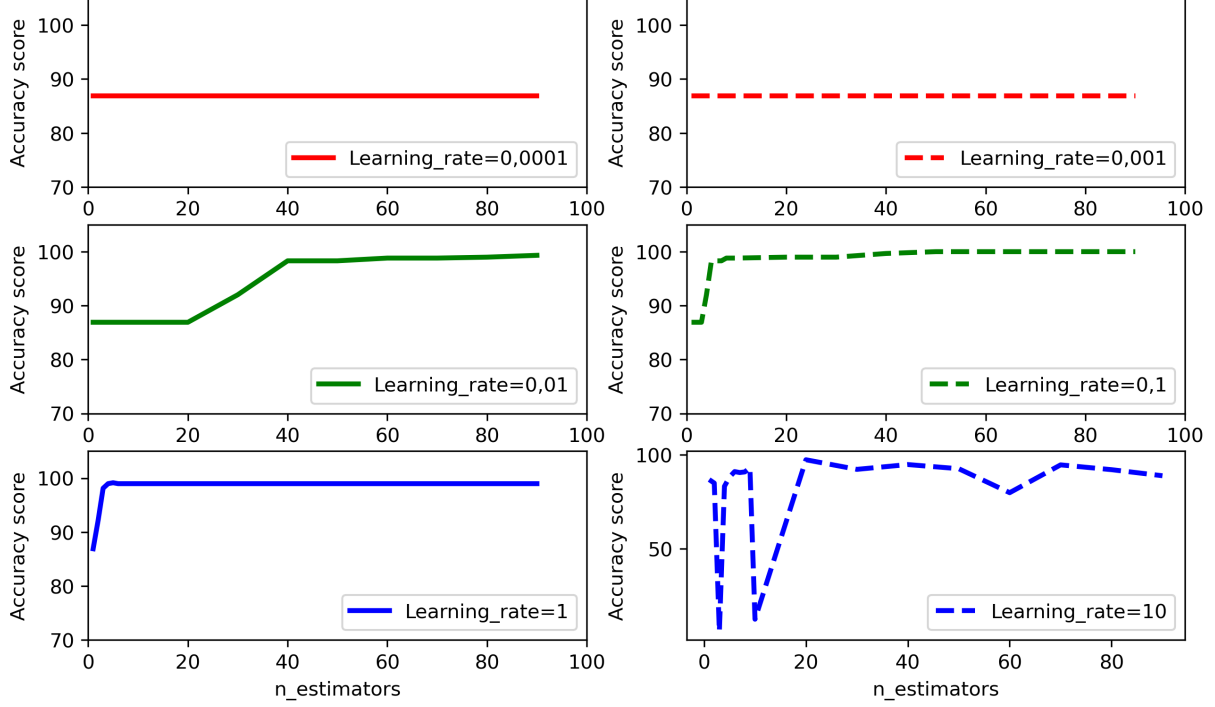 Accuracy score
100
90
80
70
0 20 40 60 80 100
Learning_rate=0,0001
Accuracy score
100
90
80
70
0 20 40 60 80 100
Learning_rate=0,001
Accuracy score
100
90
80
70
0 20 40 60 80 100
Learning_rate=0,01
Accuracy score
100
90
80
70
0 20 40 60 80 100
Learning_rate=0,1
Accuracy score
100
90
80
70
0 20 40 60 80 100
Learning_rate=1
n_estimators
Accuracy score
100
50
0 20 40 60 80
Learning_rate=10
n_estimators